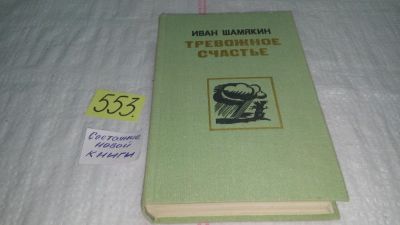 ИВАН ШАМЯКИН
ТРЕВОЖНОЕ
СЧАСТЬЕ
553.
Состояние
новой
книги